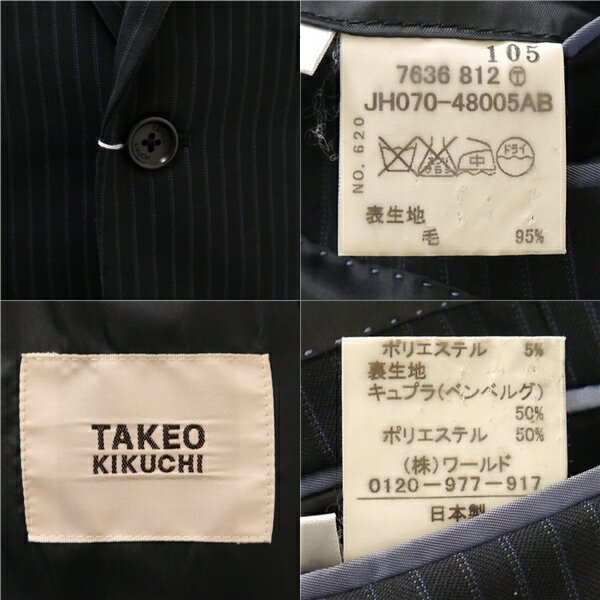 105
7636 812 Ⓣ
JH070-48005AB
NO. 620
中
ドライ
表生地
毛 95%
TAKEO
KIKUCHI
ポリエステル 5%
裏生地
キュプラ(ベンベルグ)
50%
ポリエステル 50%
(株)ワールド
0120-977-917
日本製